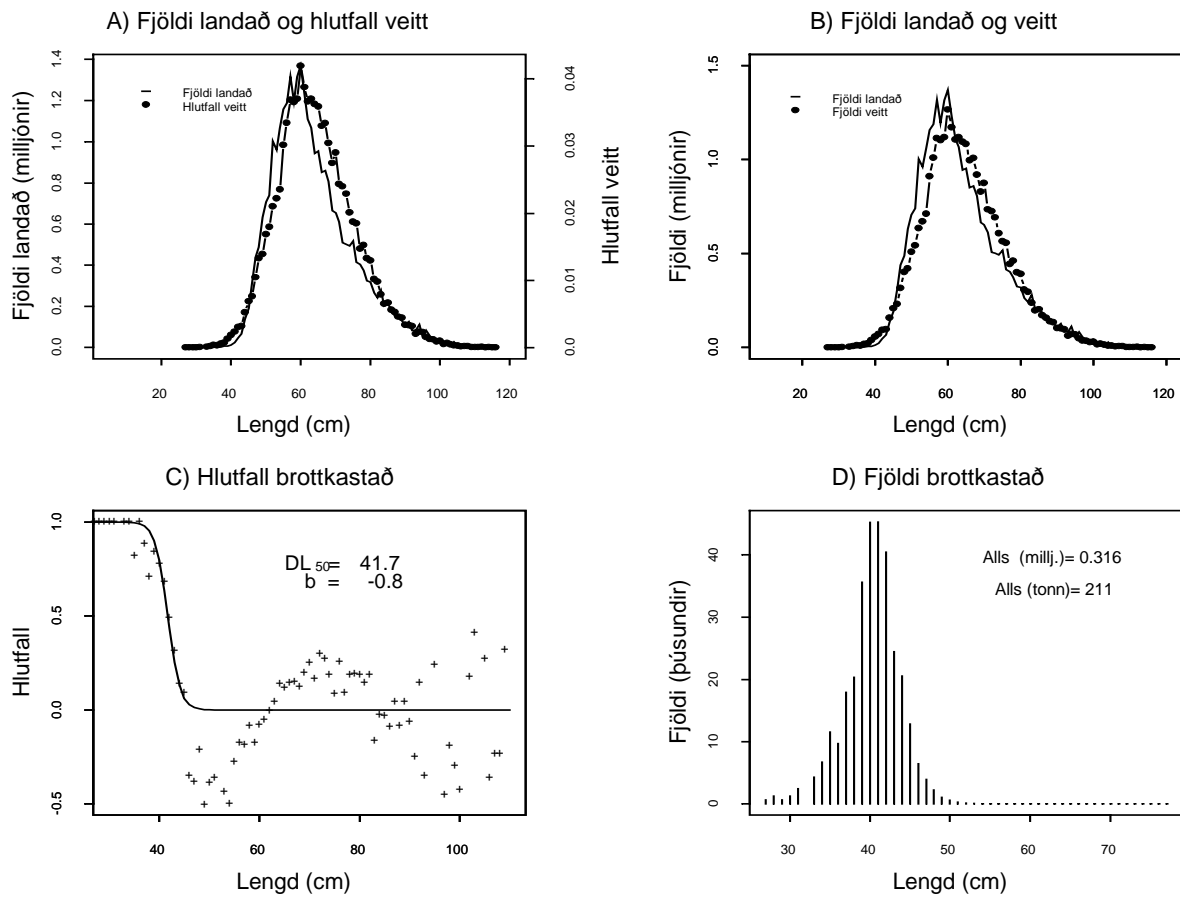 A) Fjöldi landað og hlutfall veitt
Fjöldi landað (milljónir)
1.4
1.2
1.0
0.8
0.6
0.4
0.2
0.0
Fjöldi landað
Hlutfall veitt
0.04
0.03
0.02
0.01
0.0
Hlutfall veitt
20 40 60 80 100 120
Lengd (cm)
B) Fjöldi landað og veitt
Fjöldi (milljónir)
1.5
1.0
0.5
0.0
Fjöldi landað
Fjöldi veitt
20 40 60 80 100 120
Lengd (cm)
C) Hlutfall brottkastað
Hlutfall
1.0
0.5
0.0
-0.5
DL 50= 41.7
b = -0.8
40 60 80 100
Lengd (cm)
D) Fjöldi brottkastað
Fjöldi (þúsundir)
40
30
20
10
0
Alls (millj.)= 0.316
Alls (tonn)= 211
30 40 50 60 70
Lengd (cm)